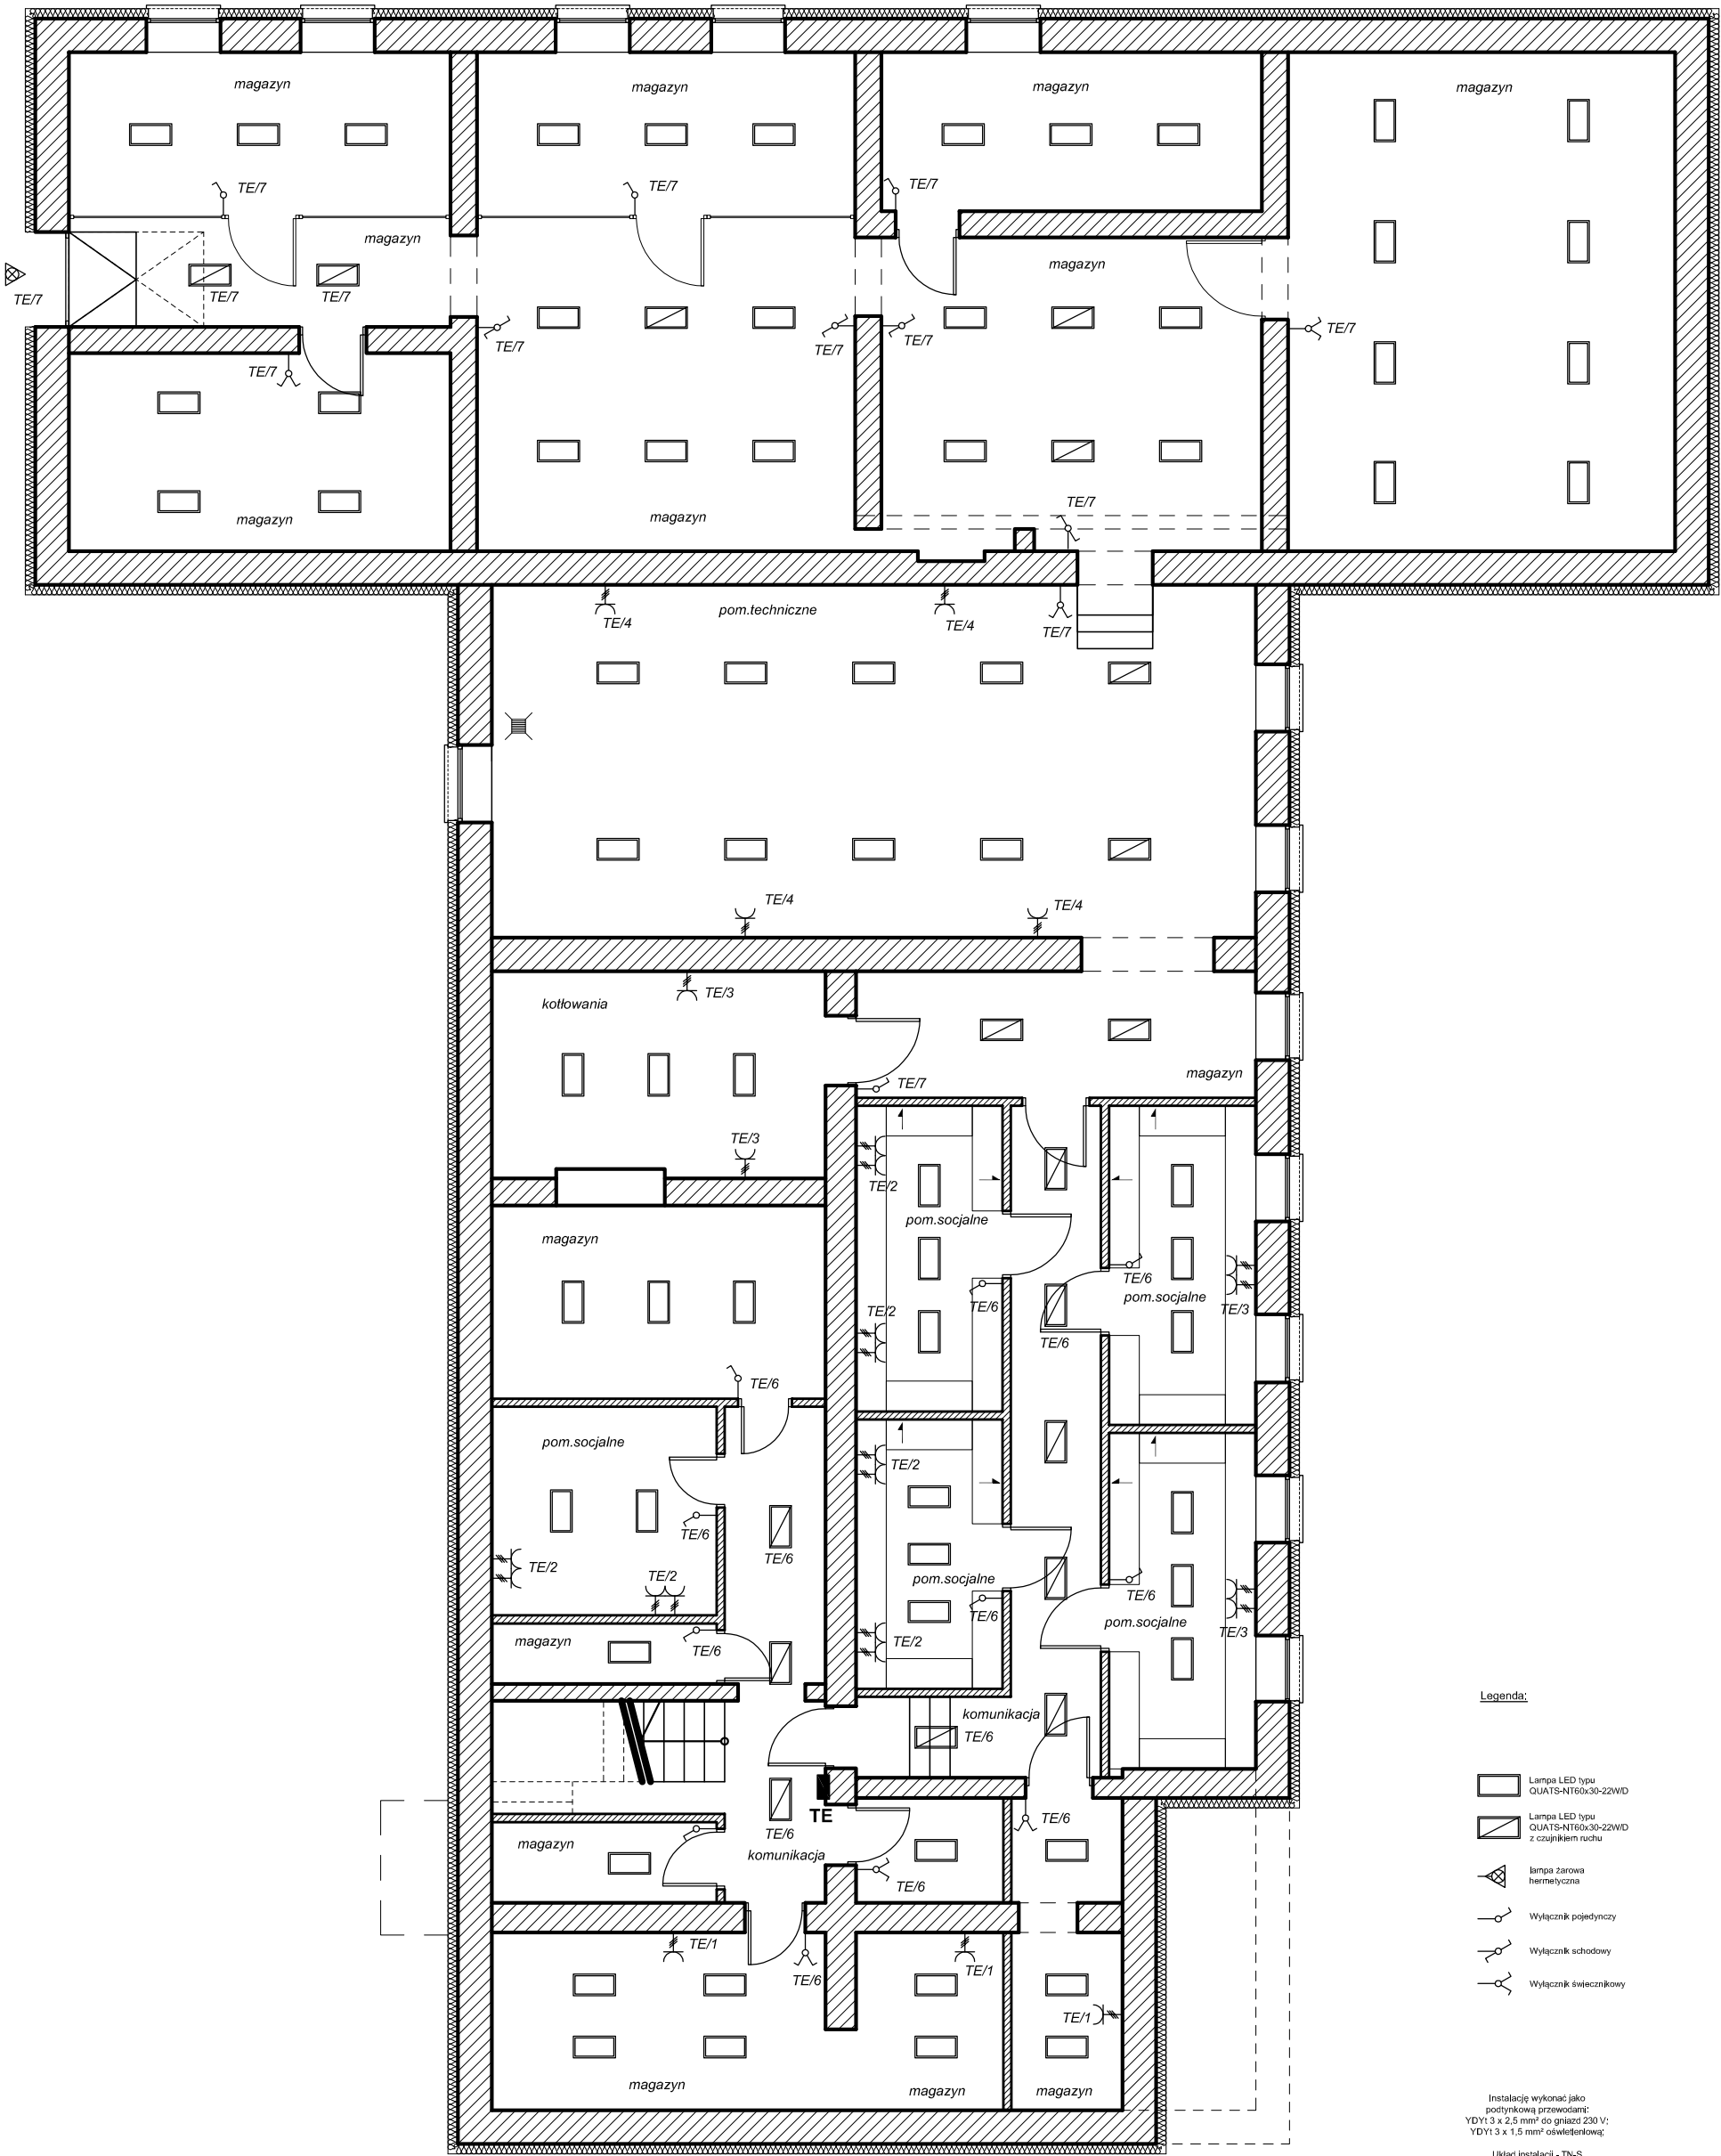 magazyn
magazyn
magazyn
magazyn
TE/7
TE/7
TE/7
magazyn
magazyn
TE/7
TE/7
TE/7
TE/7
TE/7
TE/7
TE/7
TE/7
magazyn
magazyn
TE/7
pom.techniczne
TE/4
TE/4
TE/7
TE/4
TE/4
kotłowania
TE/3
magazyn
TE/7
TE/3
TE/2
pom.socjalne
magazyn
TE/6
pom.socjalne
TE/2
TE/6
TE/3
TE/6
TE/6
pom.socjalne
TE/2
TE/6
TE/6
TE/2
TE/2
pom.socjalne
TE/6
TE/6
pom.socjalne
TE/3
magazyn
TE/6
TE/2
komunikacja
TE/6
TE
TE/6
TE/6
magazyn
komunikacja
TE/6
TE/1
TE/6
TE/1
TE/1
magazyn
magazyn
magazyn
Legenda:
Lampa LED typu
QUATS-NT60x30-22W/D
Lampa LED typu
QUATS-NT60x30-22W/D
z czujnikiem ruchu
lampa żarowa
hermetyczna
Wyłącznik pojedynczy
Wyłącznik schodowy
Wyłącznik świecznikowy
Instalację wykonać jako
podtynkową przewodami:
YDYt 3 x 2,5 mm² do gniazd 230 V;
YDYt 3 x 1,5 mm² oświetleniową;
Układ instalacji - TN-S